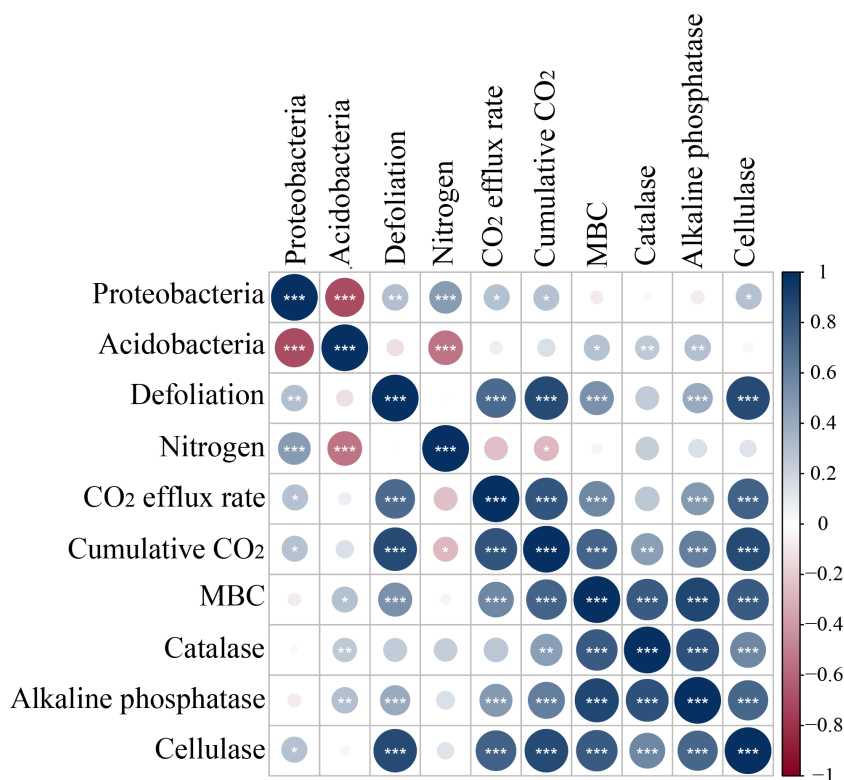 Proteobacteria
Acidobacteria
Defoliation
Nitrogen
CO2 efflux rate
Cumulative CO2
MBC
Catalase
Alkaline phosphatase
Cellulase
Proteobacteria *** *** ** *** * * *
Acidobacteria *** *** *** * ** **
Defoliation ** *** *** *** *** *** ***
Nitrogen *** *** *** *
CO2 efflux rate * *** *** *** *** *** ***
Cumulative CO2 * *** * *** *** *** ** *** ***
MBC * *** *** *** *** *** *** ***
Catalase ** ** *** *** *** ***
Alkaline phosphatase ** *** *** *** *** *** *** ***
Cellulase * *** *** *** *** *** *** ***
1
0.8
0.6
0.4
0.2
0
−0.2
−0.4
−0.6
−0.8
−1